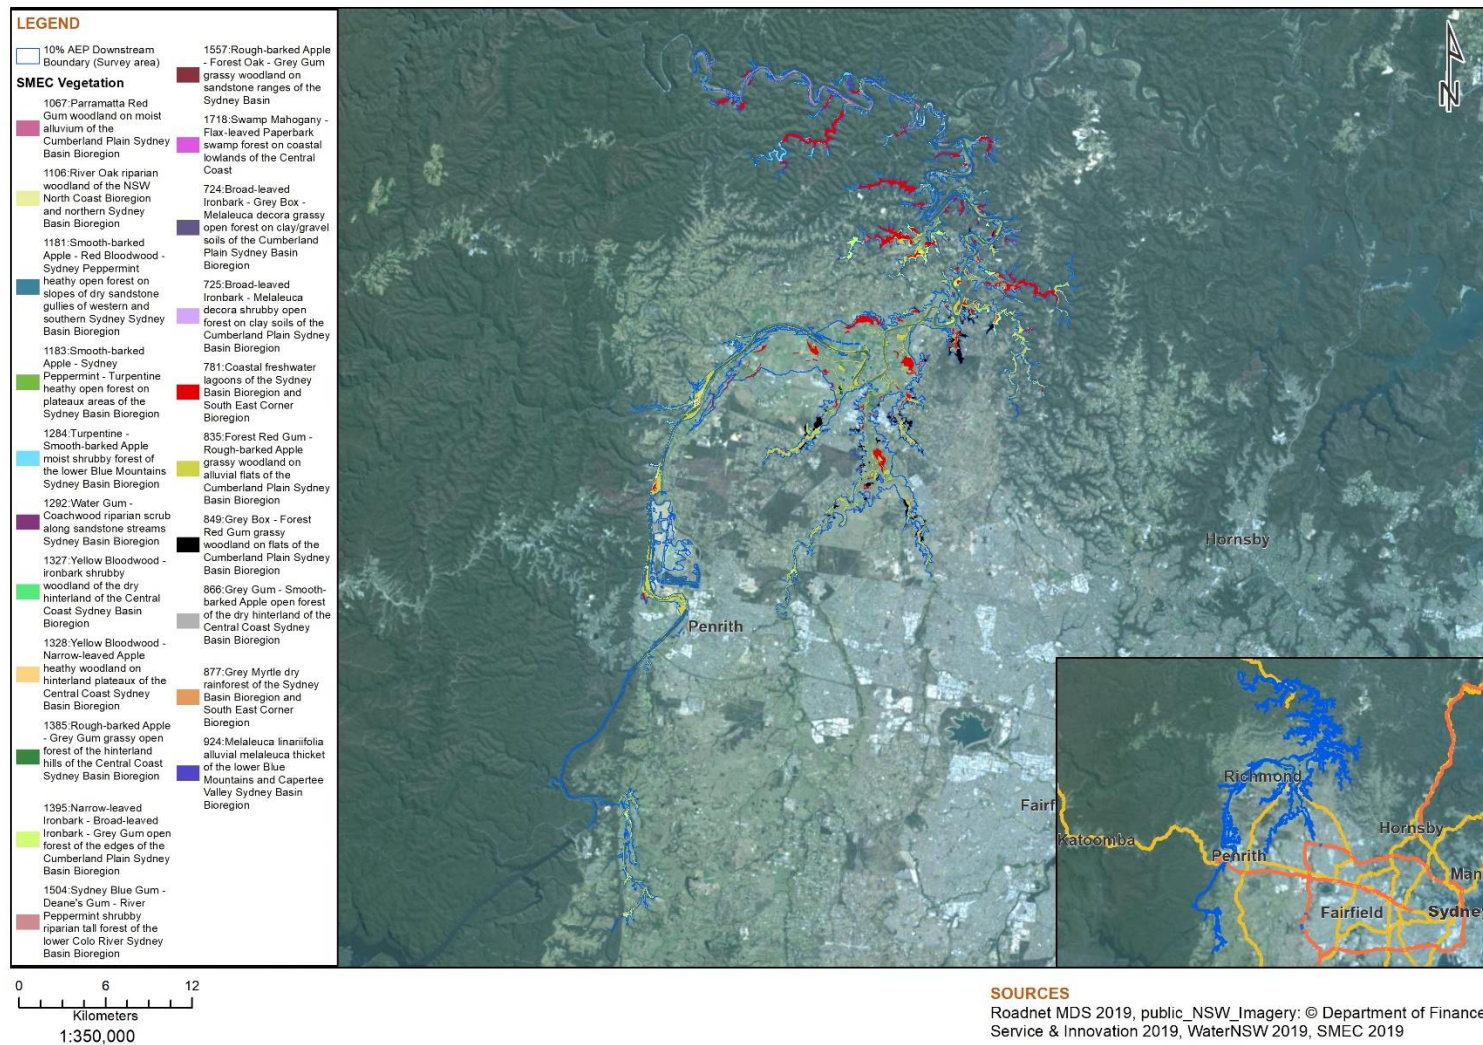 LEGEND
10% AEP Downstream
Boundary (Survey area)
SMEC Vegetation
1067:Parramatta Red
Gum woodland on moist
alluvium of the
Cumberland Plain Sydney
Basin Bioregion
1106:River Oak riparian
woodland of the NSW
North Coast Bioregion
and northern Sydney
Basin Bioregion
1181:Smooth-barked
Apple - Red Bloodwood -
Sydney Peppermint
heathy open forest on
slopes of dry sandstone
gullies of western and
southern Sydney Sydney
Basin Bioregion
1183:Smooth-barked
Apple - Sydney
Peppermint - Turpentine
heathy open forest on
plateaux areas of the
Sydney Basin Bioregion
1284:Turpentine -
Smooth-barked Apple
moist shrubby forest of
the lower Blue Mountains
Sydney Basin Bioregion
1292:Water Gum -
Coachwood riparian scrub
along sandstone streams
Sydney Basin Bioregion
1327:Yellow Bloodwood -
ironbark shrubby
woodland of the dry
hinterland of the Central
Coast Sydney Basin
Bioregion
1328:Yellow Bloodwood -
Narrow-leaved Apple
heathy woodland on
hinterland plateaux of the
Central Coast Sydney
Basin Bioregion
1385:Rough-barked Apple
- Grey Gum grassy open
forest of the hinterland
hills of the Central Coast
Sydney Basin Bioregion
1395:Narrow-leaved
Ironbark - Broad-leaved
Ironbark - Grey Gum open
forest of the edges of the
Cumberland Plain Sydney
Basin Bioregion
1504:Sydney Blue Gum -
Deane's Gum - River
Peppermint shrubby
riparian tall forest of the
lower Colo River Sydney
Basin Bioregion
1557:Rough-barked Apple
- Forest Oak - Grey Gum
grassy woodland on
sandstone ranges of the
Sydney Basin
1718:Swamp Mahogany -
Flax-leaved Paperbark
swamp forest on coastal
lowlands of the Central
Coast
724:Broad-leaved
Ironbark - Grey Box -
Melaleuca decora grassy
open forest on clay/gravel
soils of the Cumberland
Plain Sydney Basin
Bioregion
725:Broad-leaved
Ironbark - Melaleuca
decora shrubby open
forest on clay soils of the
Cumberland Plain Sydney
Basin Bioregion
781:Coastal freshwater
lagoons of the Sydney
Basin Bioregion and
South East Corner
Bioregion
835:Forest Red Gum -
Rough-barked Apple
grassy woodland on
alluvial flats of the
Cumberland Plain Sydney
Basin Bioregion
849:Grey Box - Forest
Red Gum grassy
woodland on flats of the
Cumberland Plain Sydney
Basin Bioregion
866:Grey Gum - Smooth-
barked Apple open forest
of the dry hinterland of the
Central Coast Sydney
Basin Bioregion
877:Grey Myrtle dry
rainforest of the Sydney
Basin Bioregion and
South East Corner
Bioregion
924:Melaleuca linariifolia
alluvial melaleuca thicket
of the lower Blue
Mountains and Capertee
Valley Sydney Basin
Bioregion
N
Hornsby
Penrith
Fairf
Richmond
Hornsby
Katoomba
Penrith
Man
Fairfield
Sydney
0 6 12
Kilometers
1:350,000
SOURCES
Roadnet MDS 2019, public_NSW_Imagery: © Department of Finance
Service & Innovation 2019, WaterNSW 2019, SMEC 2019